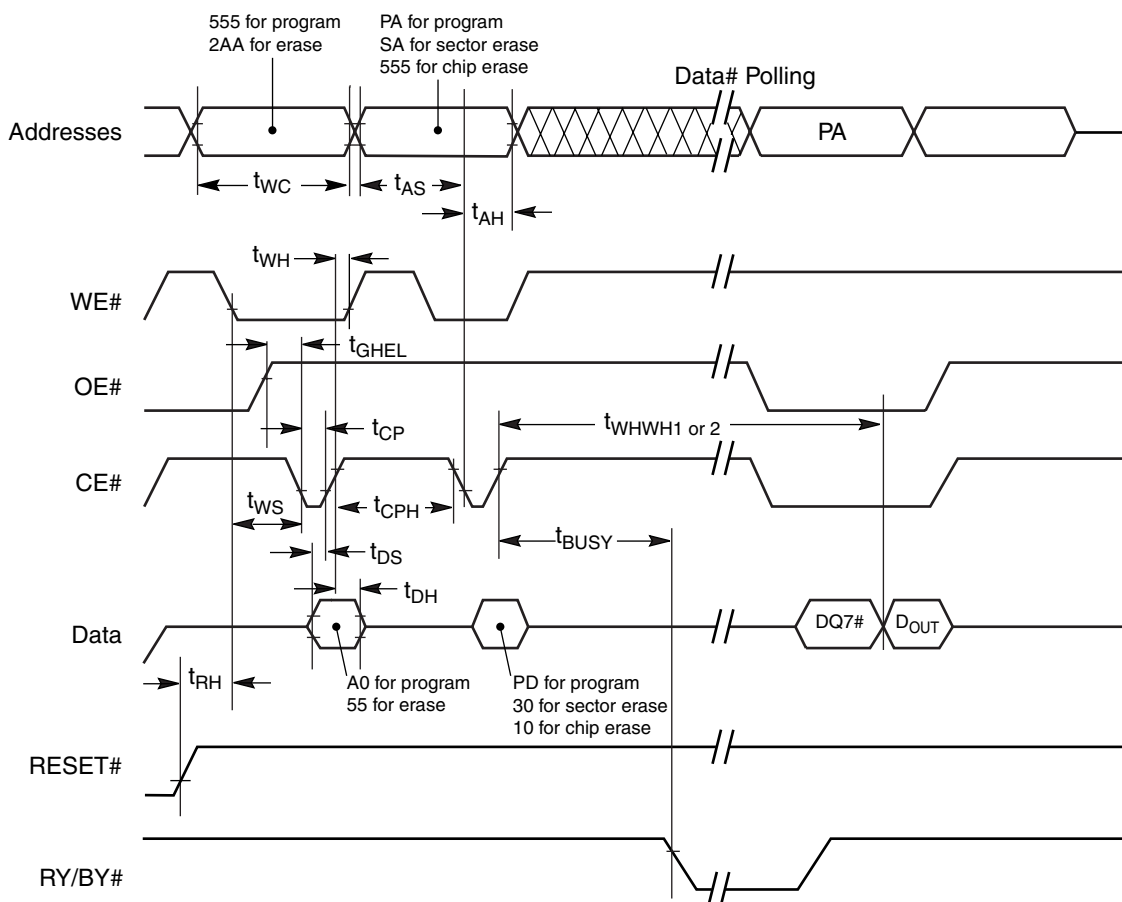 555 for program
2AA for erase
PA for program
SA for sector erase
555 for chip erase
Data# Polling
Addresses
PA
tWC
tAS
tAH
tWH
WE#
tGHEL
OE#
tWHWH1 or 2
tCP
CE#
tWS
tCPH
tBUSY
tDS
tDH
Data
DQ7#
DOUT
tRH
A0 for program
55 for erase
PD for program
30 for sector erase
10 for chip erase
RESET#
RY/BY#